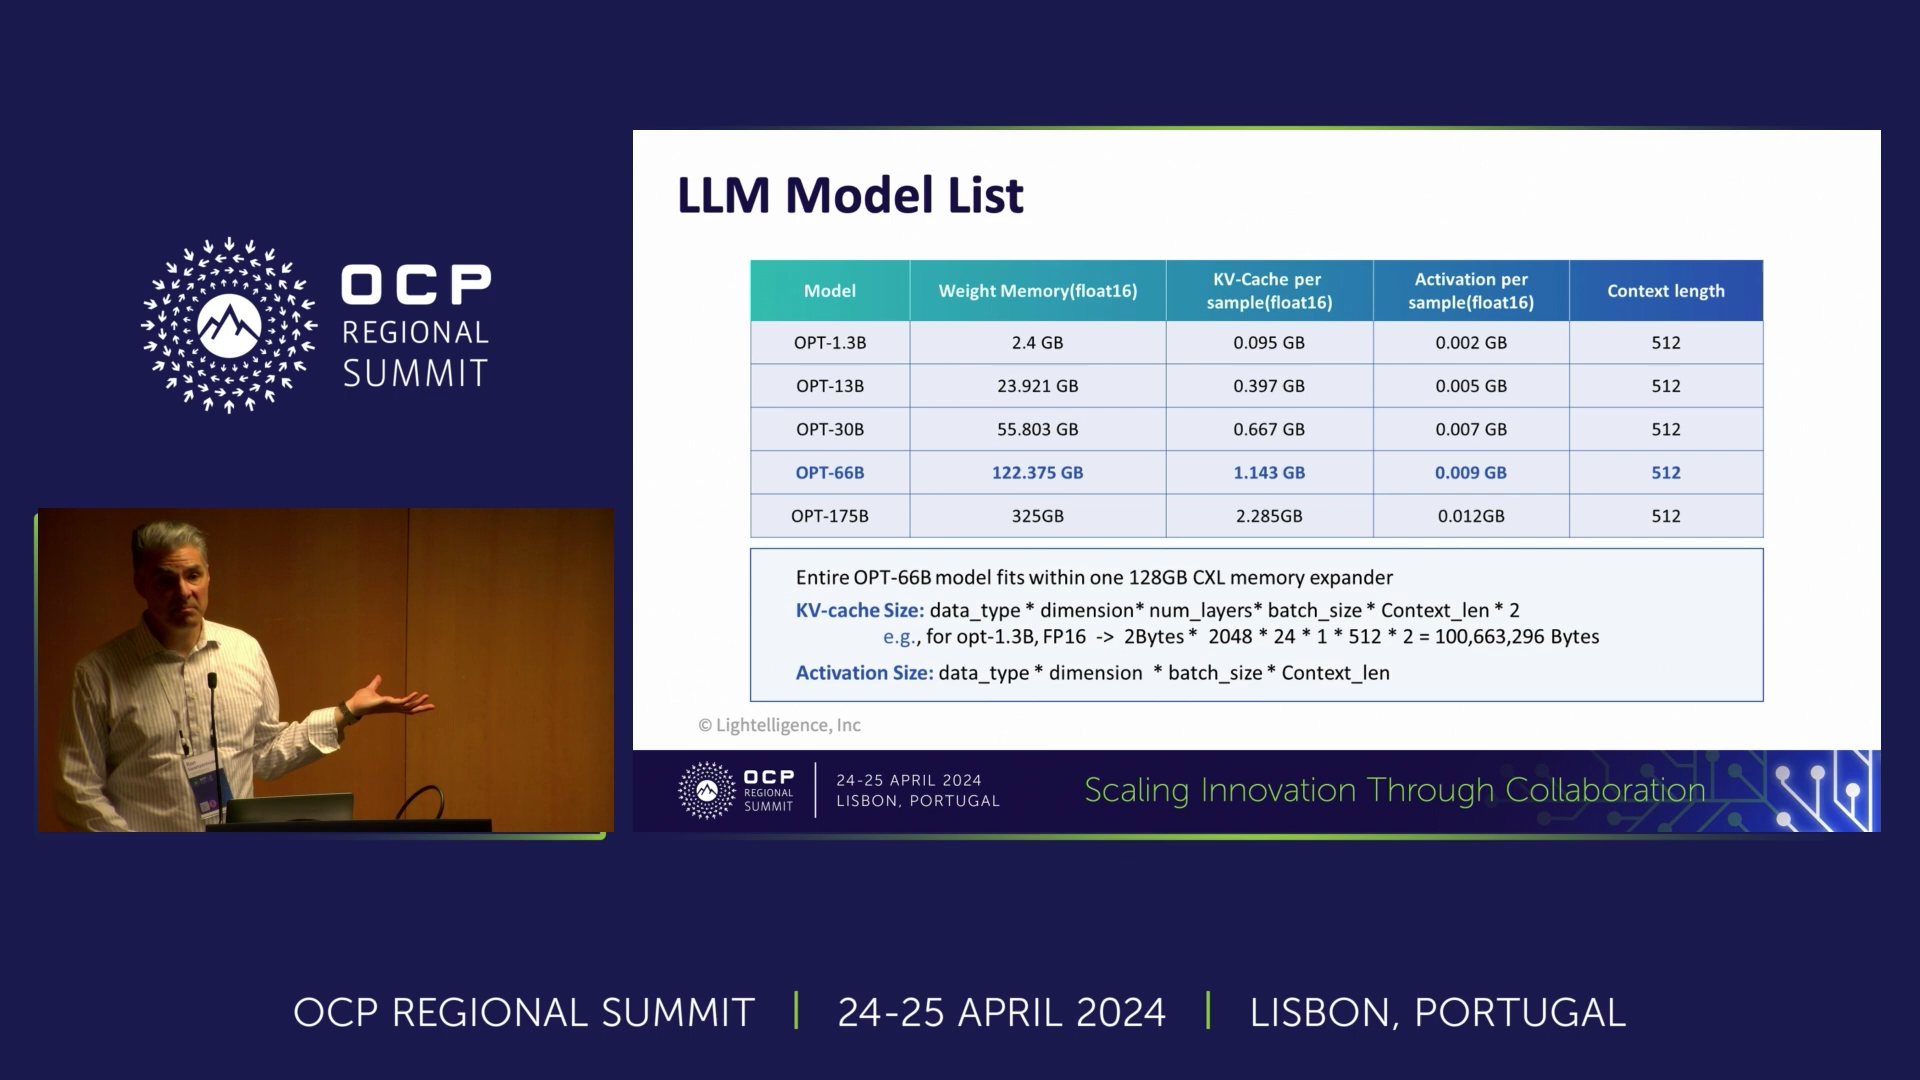 OCP
REGIONAL
SUMMIT
LLM Model List
Model Weight Memory(float16) KV-Cache per sample(float16) Activation per sample(float16) Context length
OPT-1.3B 2.4 GB 0.095 GB 0.002 GB 512
OPT-13B 23.921 GB 0.397 GB 0.005 GB 512
OPT-30B 55.803 GB 0.667 GB 0.007 GB 512
OPT-66B 122.375 GB 1.143 GB 0.009 GB 512
OPT-175B 325GB 2.285GB 0.012GB 512
Entire OPT-66B model fits within one 128GB CXL memory expander
KV-cache Size: data_type * dimension* num_layers* batch_size * Context_len * 2
e.g., for opt-1.3B, FP16 -> 2Bytes * 2048 * 24 * 1 * 512 * 2 = 100,663,296 Bytes
Activation Size: data_type * dimension * batch_size * Context_len
© Lightelligence, Inc
OCP
REGIONAL
SUMMIT
24-25 APRIL 2024
LISBON, PORTUGAL
Scaling Innovation Through Collaboration
OCP REGIONAL SUMMIT | 24-25 APRIL 2024 | LISBON, PORTUGAL